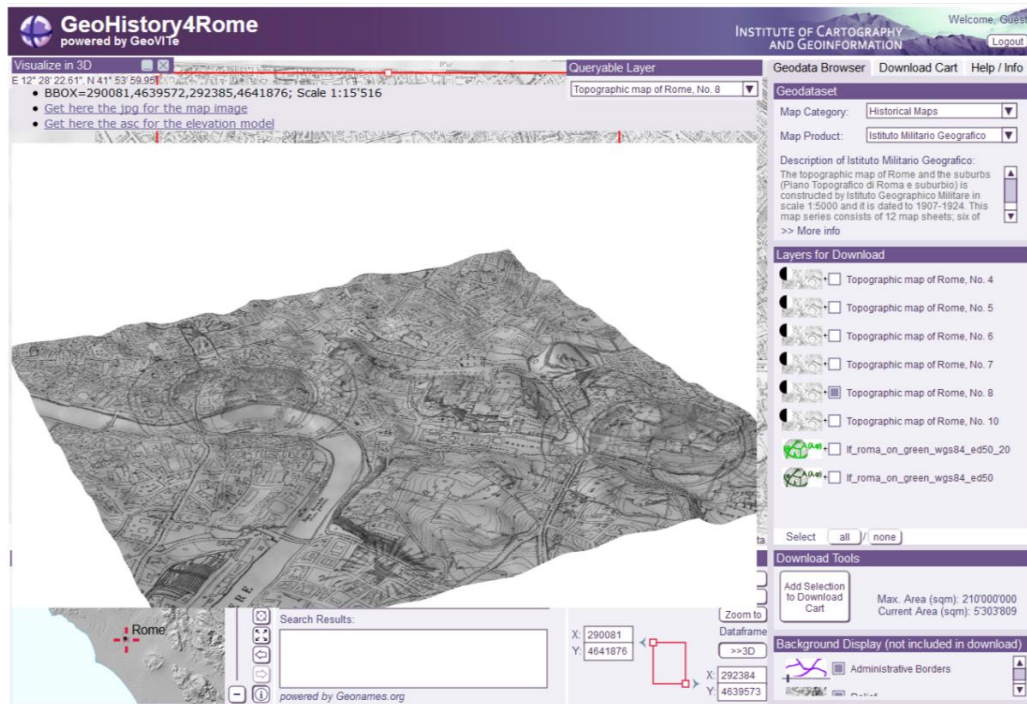 GeoHistory4Rome
powered by GeoVITe
INSTITUTE OF CARTOGRAPHY
AND GEOINFORMATION
Welcome, Guest
Logout
Visualize in 3D
E 12° 28' 22.61", N 41° 53' 59.95"
BBOX=290081,4639572,292385,4641876; Scale 1:15'516
Get here the jpg for the map image
Get here the asc for the elevation model
Queryable Layer
Topographic map of Rome, No. 8
Geodata Browser
Download Cart
Help / Info
Geodataset
Map Category: Historical Maps
Map Product: Istituto Militario Geografico
Description of Istituto Militario Geografico:
The topographic map of Rome and the suburbs
(Piano Topografico di Roma e suburbio) is
constructed by Istituto Geographico Militare in
scale 1:5000 and it is dated to 1907-1924. This
map series consists of 12 map sheets; six of
>> More info
Layers for Download
Topographic map of Rome, No. 4
Topographic map of Rome, No. 5
Topographic map of Rome, No. 6
Topographic map of Rome, No. 7
Topographic map of Rome, No. 8
Topographic map of Rome, No. 10
lf_roma_on_green_wgs84_ed50_20
lf_roma_on_green_wgs84_ed50
Select all / none
Download Tools
Add Selection
to Download
Cart
Max. Area (sqm): 210'000'000
Current Area (sqm): 5'303'809
Background Display (not included in download)
Administrative Borders
Rome
Search Results:
powered by Geonames.org
X: 290081
Y: 4641876
Zoom to
Dataframe
>>3D
X: 292384
Y: 4639573